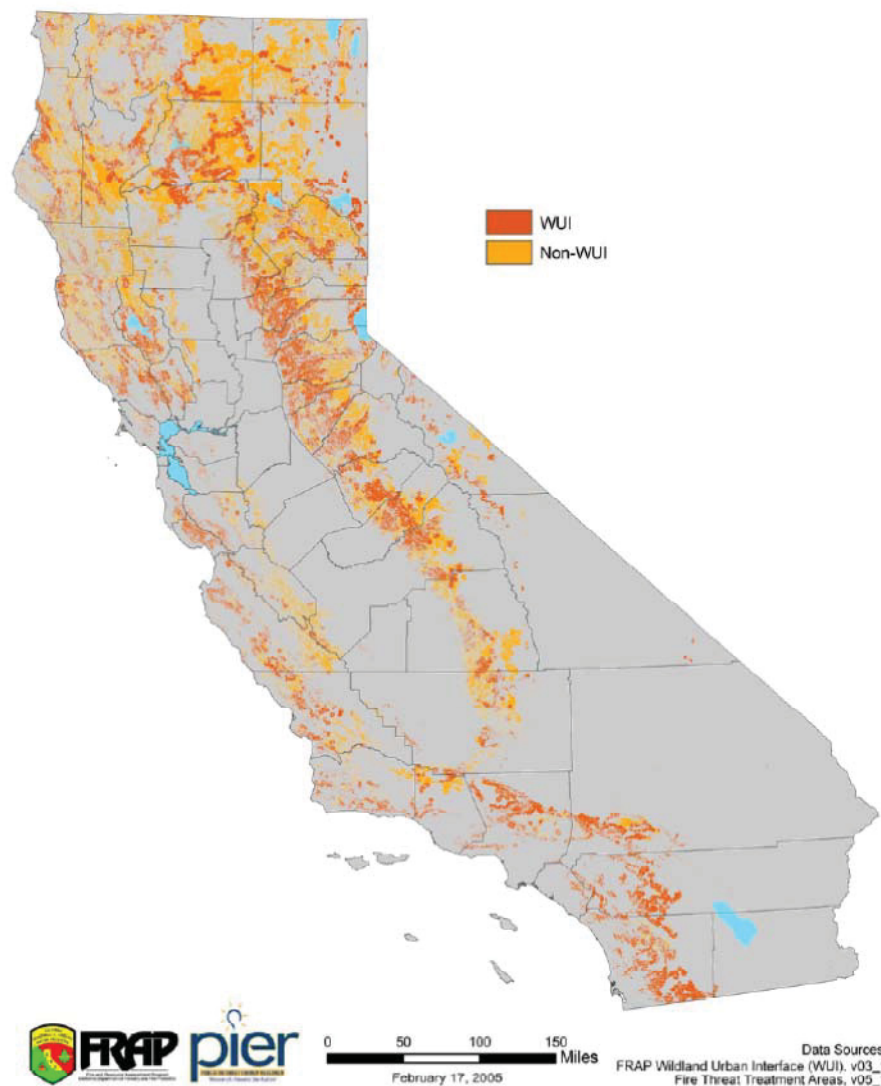 WUI
Non-WUI
FRAP
pier
0 50 100 150
Miles
February 17, 2005
Data Sources
FRAP Wildland Urban Interface (WUI). v03_
Fire Threat Treatment Areas. v05_